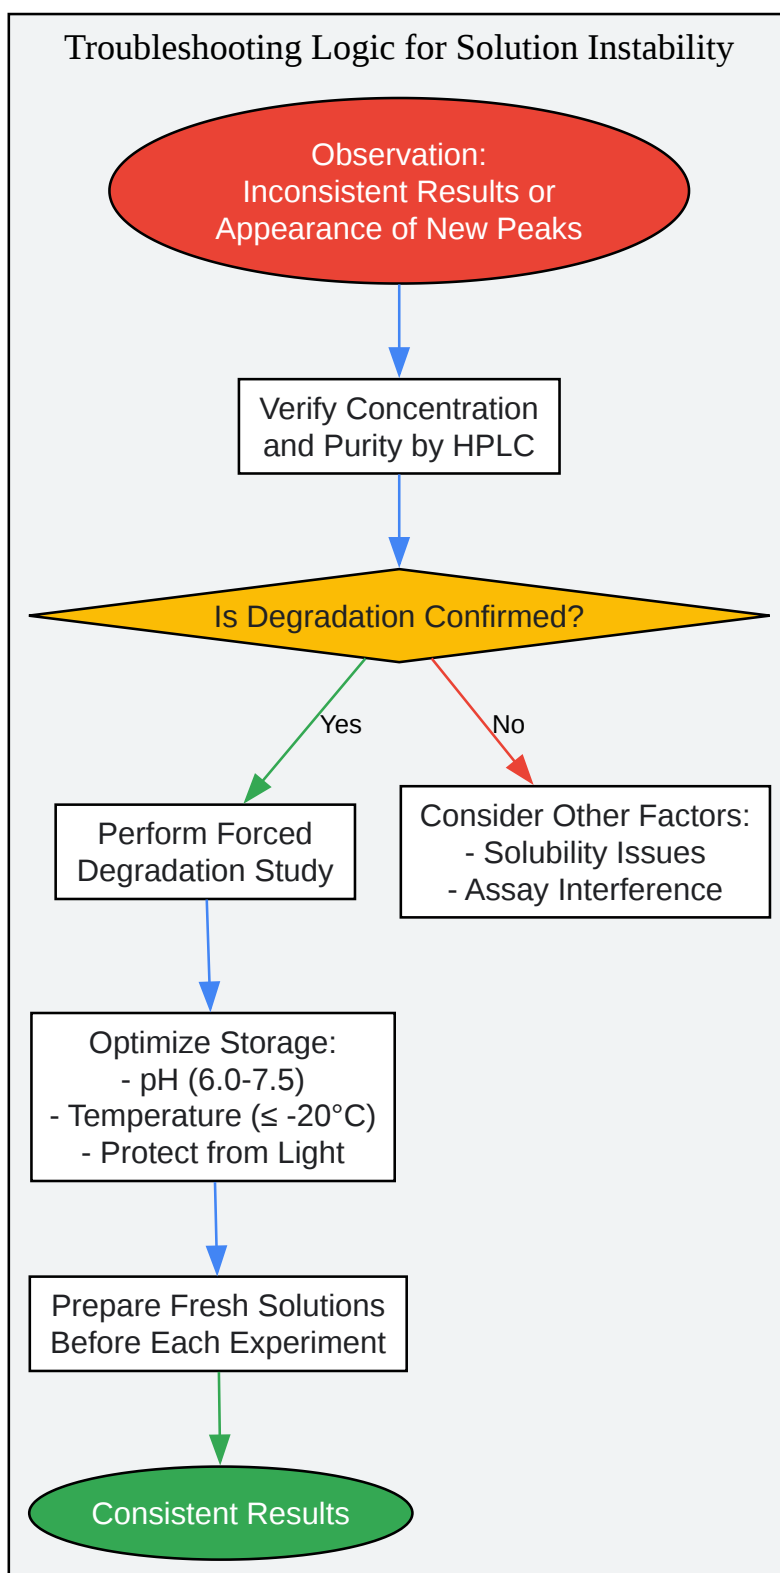 Troubleshooting Logic for Solution Instability
Observation:
Inconsistent Results or
Appearance of New Peaks
Verify Concentration
and Purity by HPLC
Is Degradation Confirmed?
Yes
No
Perform Forced
Degradation Study
Consider Other Factors:
- Solubility Issues
- Assay Interference
Optimize Storage:
- pH (6.0-7.5)
- Temperature (≤ -20°C)
- Protect from Light
Prepare Fresh Solutions
Before Each Experiment
Consistent Results